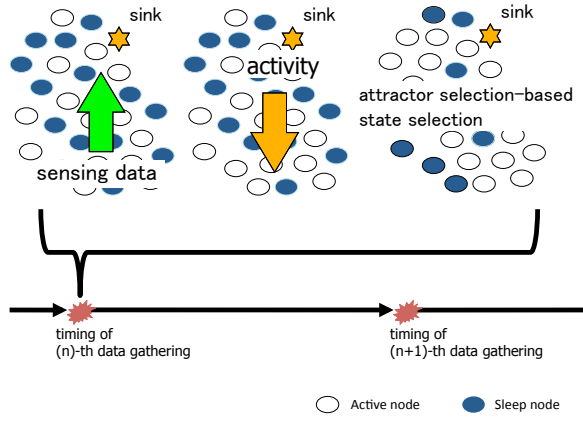 sink
sink
sink
activity
attractor selection-based
state selection
sensing data
timing of
(n)-th data gathering
timing of
(n+1)-th data gathering
Active node
Sleep node